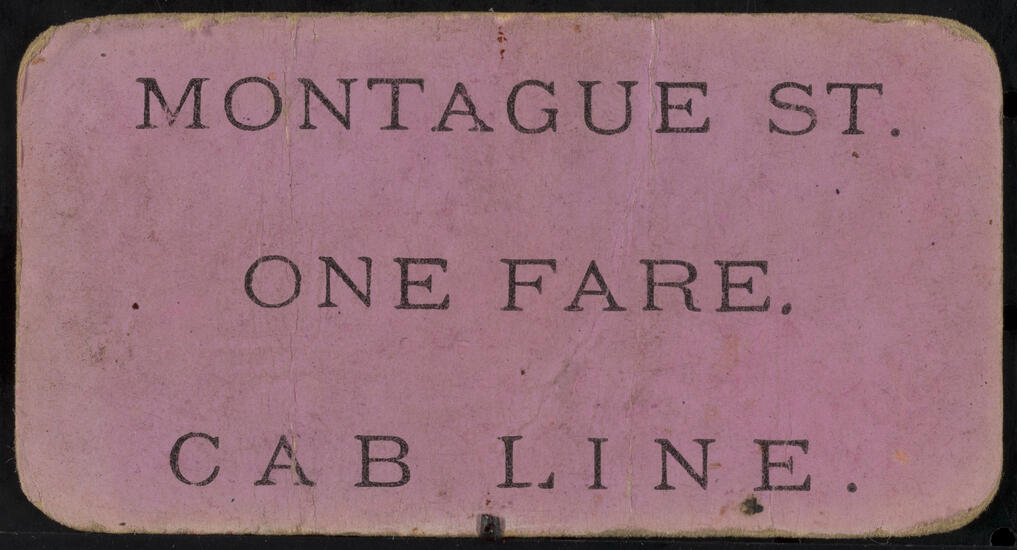 MONTAGUE ST.
ONE FARE.
CAB LINE.